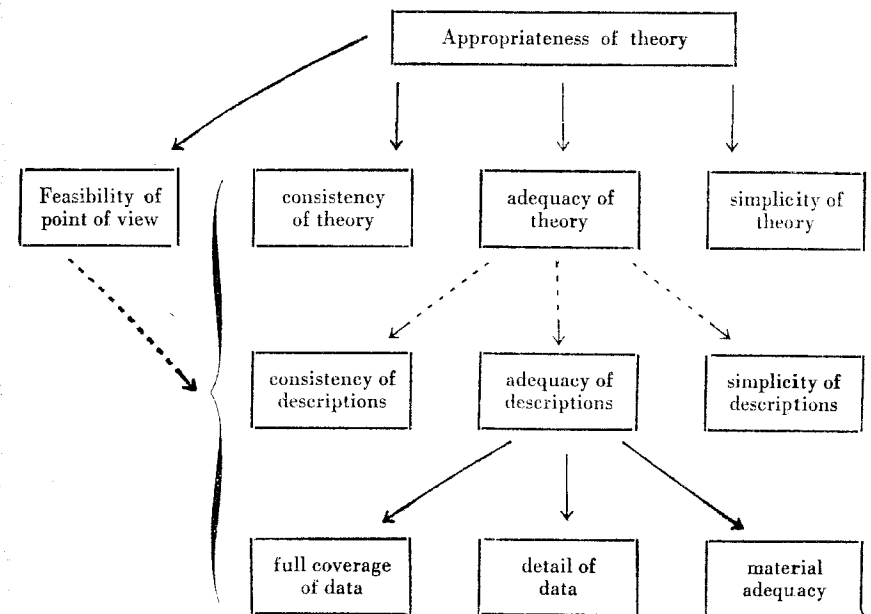 Appropriateness of theory
Feasibility of
point of view
consistency
of theory
adequacy of
theory
simplicity of
theory
consistency of
descriptions
adequacy of
descriptions
simplicity of
descriptions
full coverage
of data
detail of
data
material
adequacy